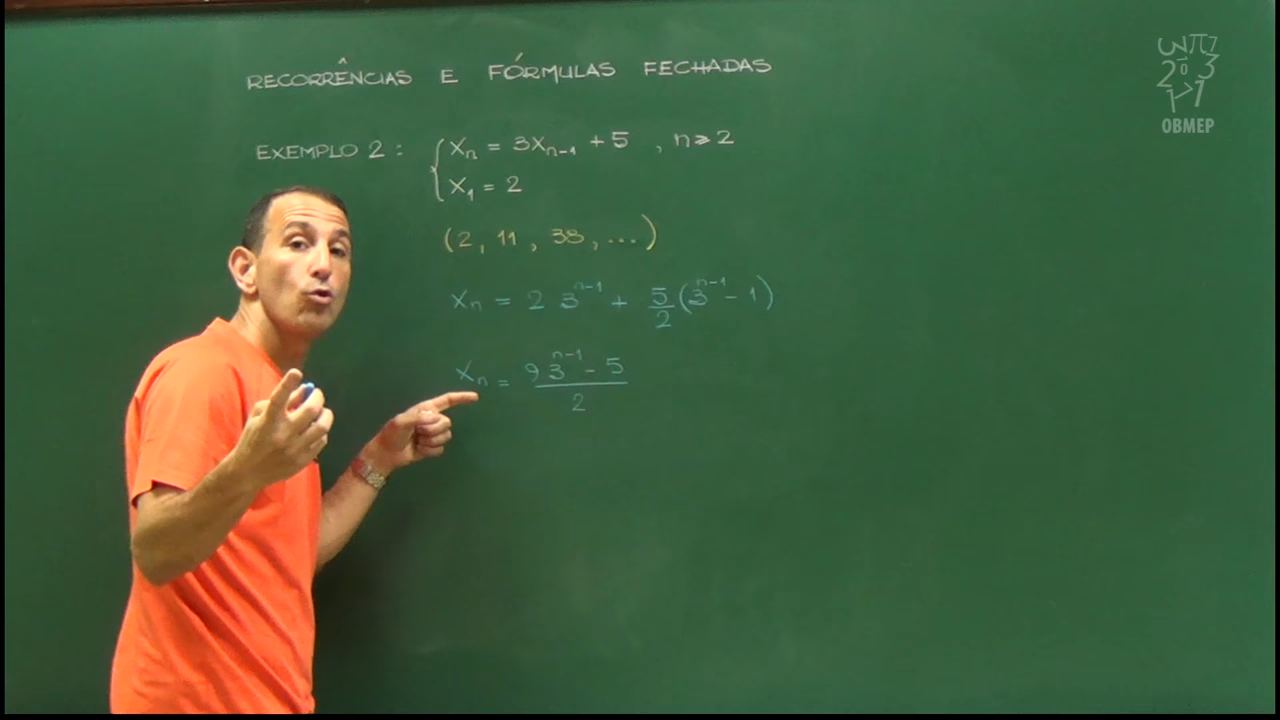 RECORRÊNCIAS E FÓRMULAS FECHADAS
EXEMPLO 2 : { Xn = 3Xn-1 + 5 , n ⩾ 2
X1 = 2
(2, 11, 38, ...)
Xn = 2 3^n-1 + 5/2 (3^n-1 - 1)
Xn = 9 3^n-1 - 5 / 2
OBMEP